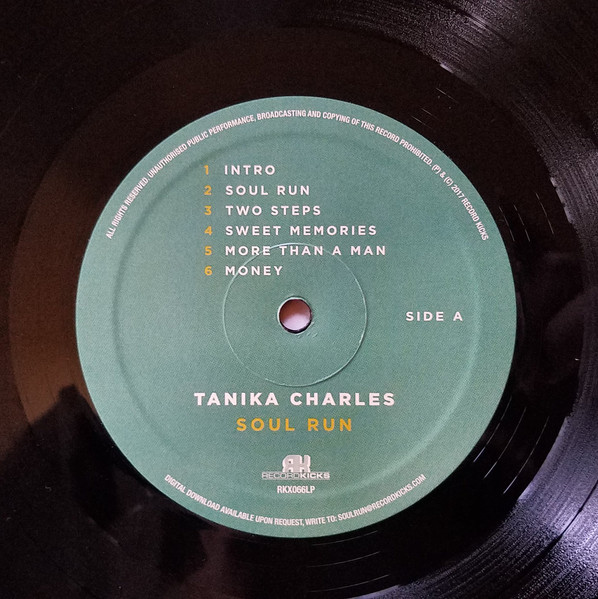 ALL RIGHTS RESERVED. UNAUTHORISED PUBLIC PERFORMANCE, BROADCASTING AND COPYING OF THIS RECORD PROHIBITED. (P) & (C) 2017 RECORD KICKS
1 INTRO
2 SOUL RUN
3 TWO STEPS
4 SWEET MEMORIES
5 MORE THAN A MAN
6 MONEY
SIDE A
TANIKA CHARLES
SOUL RUN
RK
RECORDKICKS
RKX066LP
DIGITAL DOWNLOAD AVAILABLE UPON REQUEST, WRITE TO: SOULRUN@RECORDKICKS.COM